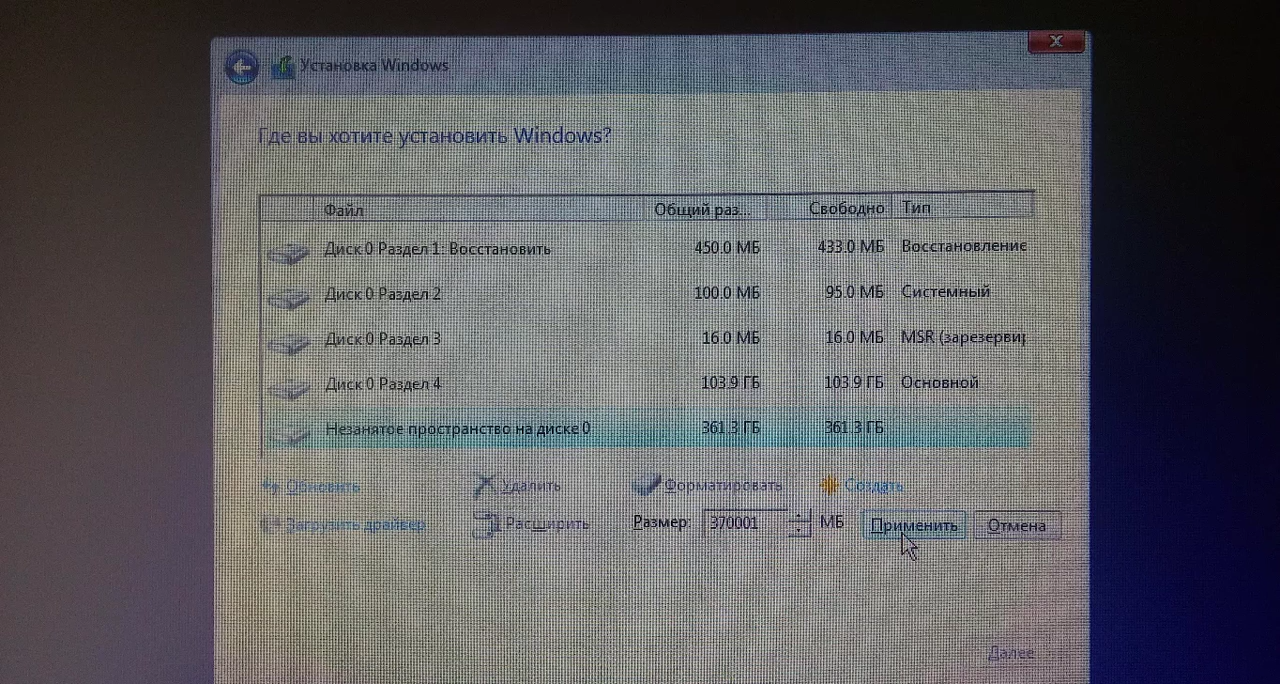 Установка Windows
Где вы хотите установить Windows?
Файл Общий раз... Свободно Тип
Диск 0 Раздел 1: Восстановить 450.0 МБ 433.0 МБ Восстановление
Диск 0 Раздел 2 100.0 МБ 95.0 МБ Системный
Диск 0 Раздел 3 16.0 МБ 16.0 МБ MSR (зарезерви
Диск 0 Раздел 4 103.9 ГБ 103.9 ГБ Основной
Незанятое пространство на диске 0 361.3 ГБ 361.3 ГБ
Обновить Удалить Форматировать Создать
Загрузить драйвер Расширить Размер: 370001 МБ Применить Отмена
Далее